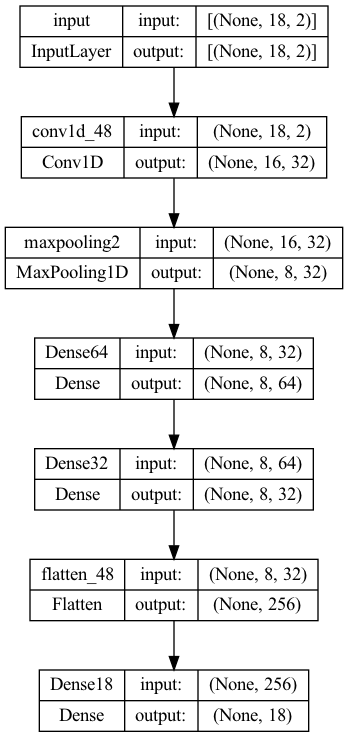 input input: [(None, 18, 2)]
InputLayer output: [(None, 18, 2)]
conv1d_48 input: (None, 18, 2)
Conv1D output: (None, 16, 32)
maxpooling2 input: (None, 16, 32)
MaxPooling1D output: (None, 8, 32)
Dense64 input: (None, 8, 32)
Dense output: (None, 8, 64)
Dense32 input: (None, 8, 64)
Dense output: (None, 8, 32)
flatten_48 input: (None, 8, 32)
Flatten output: (None, 256)
Dense18 input: (None, 256)
Dense output: (None, 18)